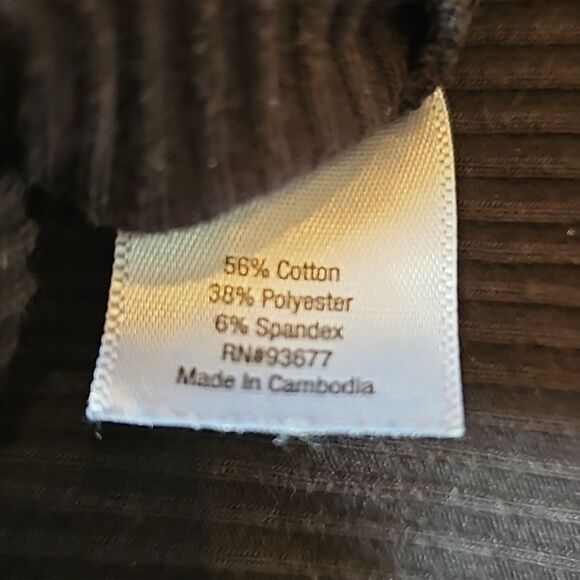 56% Cotton
38% Polyester
6% Spandex
RN#93677
Made In Cambodia